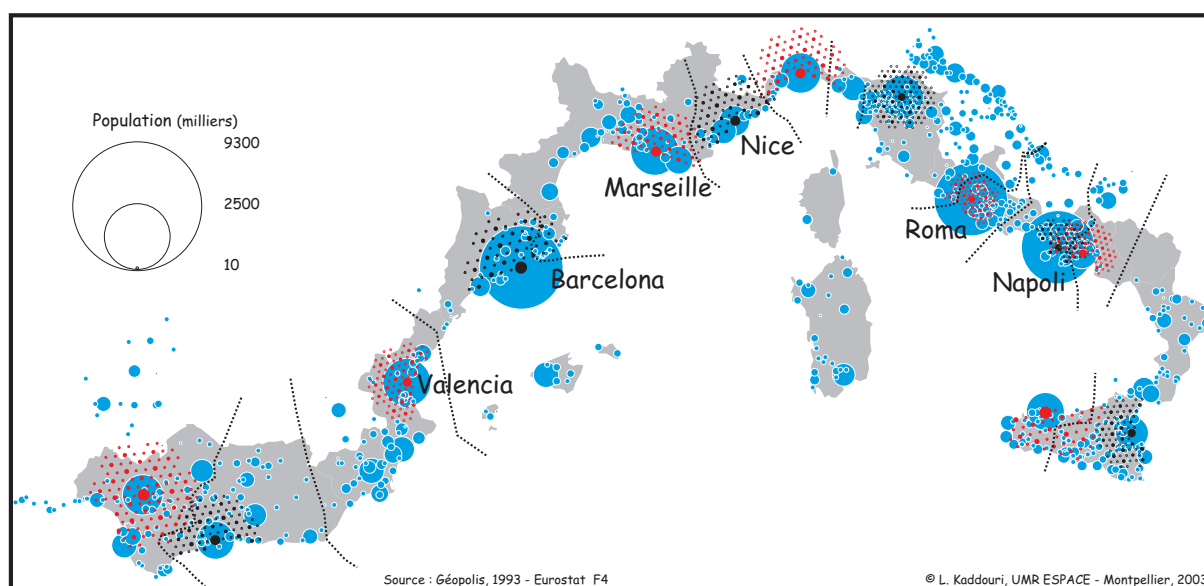 Population (milliers)
9300
2500
10
Nice
Marseille
Roma
Barcelona
Napoli
Valencia
Source : Géopolis, 1993 - Eurostat F4
© L. Kaddouri, UMR ESPACE - Montpellier, 2003